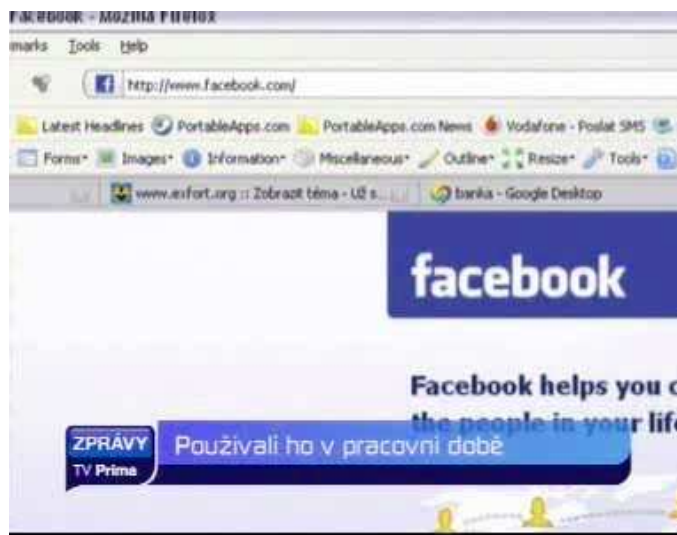 Facebook - Mozilla Firefox
marks Tools Help
http://www.facebook.com/
Latest Headlines PortableApps.com PortableApps.com News Vodafone - Poslat SMS
Forms Images Information Miscellaneous Outline Resize Tools
www.exfort.org :: Zobrazit téma - Už s... banka - Google Desktop
facebook
Facebook helps you c
the people in your life
ZPRÁVY Používali ho v pracovní době
TV Prima